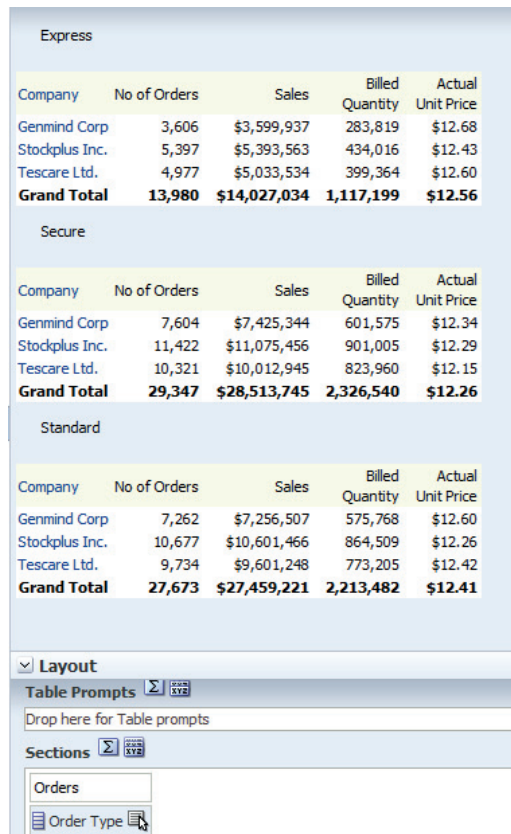 Express
Company No of Orders Sales Billed Quantity Actual Unit Price
Genmind Corp 3,606 $3,599,937 283,819 $12.68
Stockplus Inc. 5,397 $5,393,563 434,016 $12.43
Tescare Ltd. 4,977 $5,033,534 399,364 $12.60
Grand Total 13,980 $14,027,034 1,117,199 $12.56
Secure
Company No of Orders Sales Billed Quantity Actual Unit Price
Genmind Corp 7,604 $7,425,344 601,575 $12.34
Stockplus Inc. 11,422 $11,075,456 901,005 $12.29
Tescare Ltd. 10,321 $10,012,945 823,960 $12.15
Grand Total 29,347 $28,513,745 2,326,540 $12.26
Standard
Company No of Orders Sales Billed Quantity Actual Unit Price
Genmind Corp 7,262 $7,256,507 575,768 $12.60
Stockplus Inc. 10,677 $10,601,466 864,509 $12.26
Tescare Ltd. 9,734 $9,601,248 773,205 $12.42
Grand Total 27,673 $27,459,221 2,213,482 $12.41
Layout
Table Prompts Σ XYZ
Drop here for Table prompts
Sections Σ XYZ
Orders
Order Type